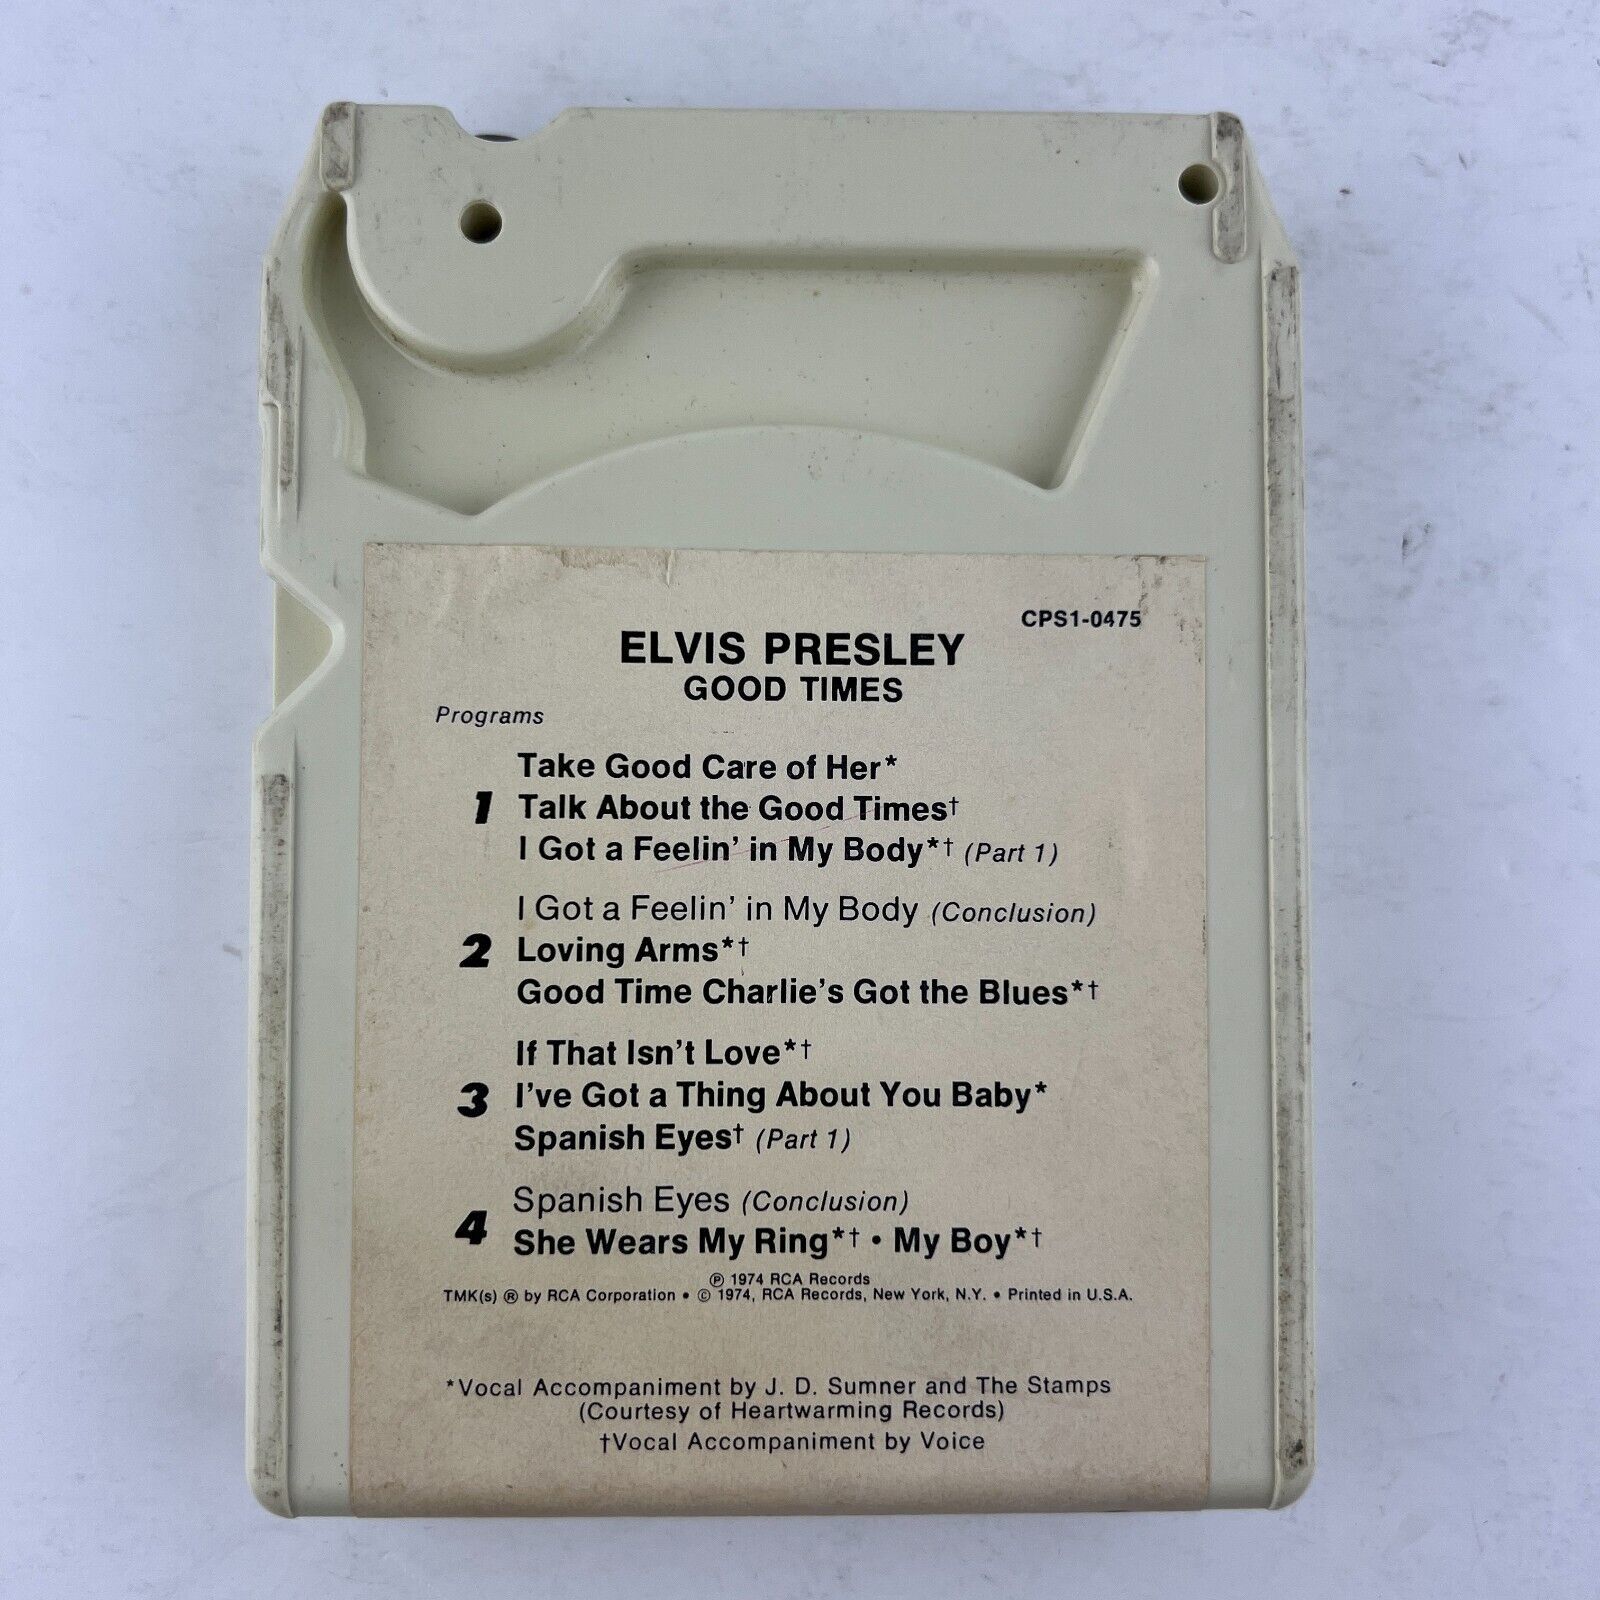 CPS1-0475
ELVIS PRESLEY
GOOD TIMES
Programs
Take Good Care of Her*
1 Talk About the Good Times†
I Got a Feelin' in My Body*† (Part 1)
I Got a Feelin' in My Body (Conclusion)
2 Loving Arms*†
Good Time Charlie's Got the Blues*†
If That Isn't Love*†
3 I've Got a Thing About You Baby*
Spanish Eyes† (Part 1)
Spanish Eyes (Conclusion)
4 She Wears My Ring*† • My Boy*†
℗ 1974 RCA Records
TMK(s) ® by RCA Corporation • © 1974, RCA Records, New York, N.Y. • Printed in U.S.A.
*Vocal Accompaniment by J. D. Sumner and The Stamps
(Courtesy of Heartwarming Records)
†Vocal Accompaniment by Voice